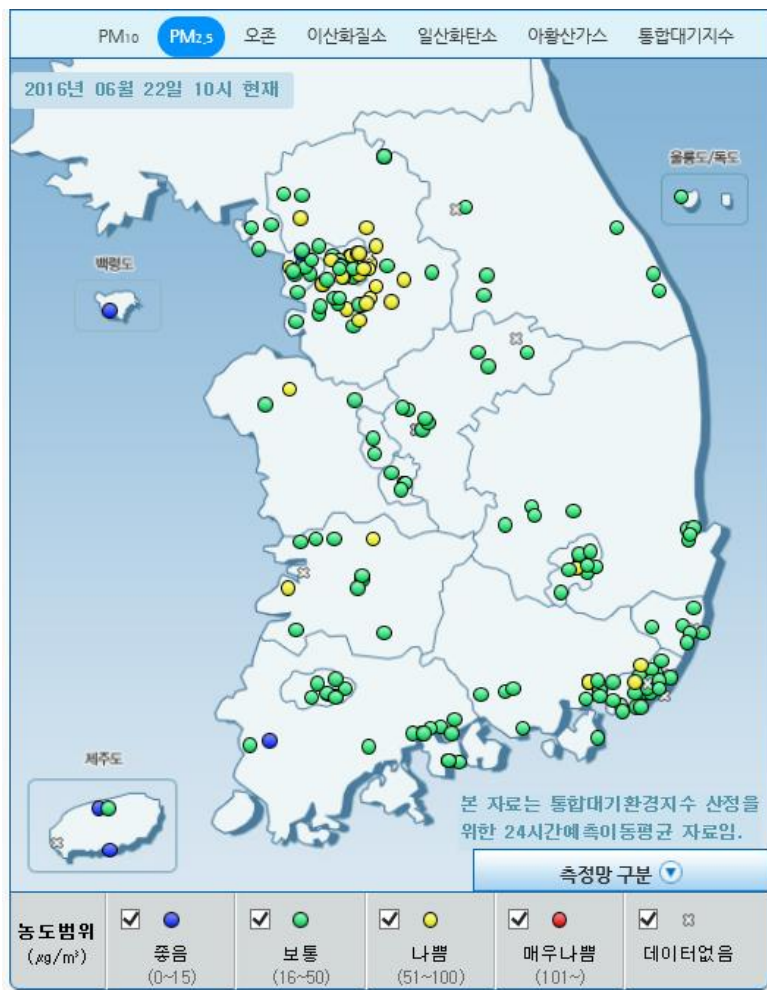 PM10 PM2,5 오존 이산화질소 일산화탄소 아황산가스 통합대기지수
2016년 06월 22일 10시 현재
울릉도/독도
백령도
제주도
본 자료는 통합대기환경지수 산정을
위한 24시간예측이동평균 자료임.
측정망 구분
농도범위
(㎍/m³)
좋음
(0~15)
보통
(16~50)
나쁨
(51~100)
매우나쁨
(101~)
데이터없음